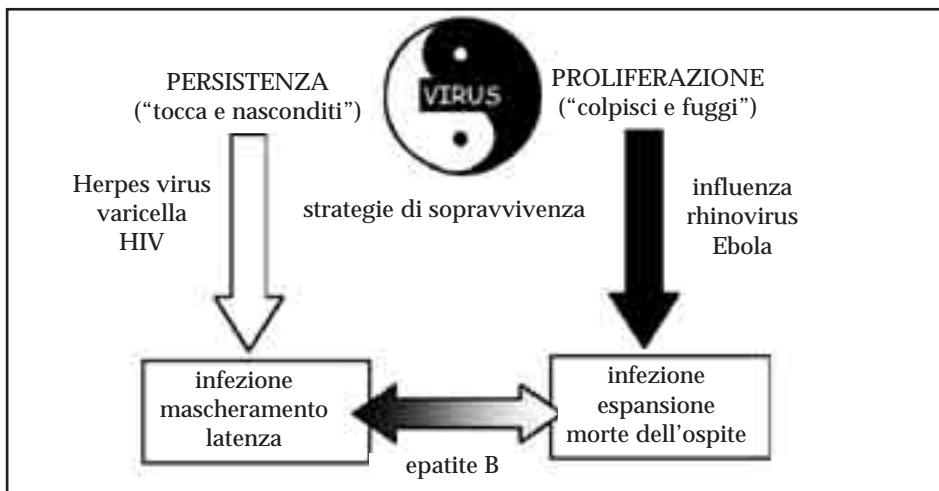 PERSISTENZA
(“tocca e nasconditi”)
VIRUS
PROLIFERAZIONE
(“colpisci e fuggi”)
Herpes virus
varicella
HIV
strategie di sopravvivenza
influenza
rhinovirus
Ebola
infezione
mascheramento
latenza
epatite B
infezione
espansione
morte dell’ospite